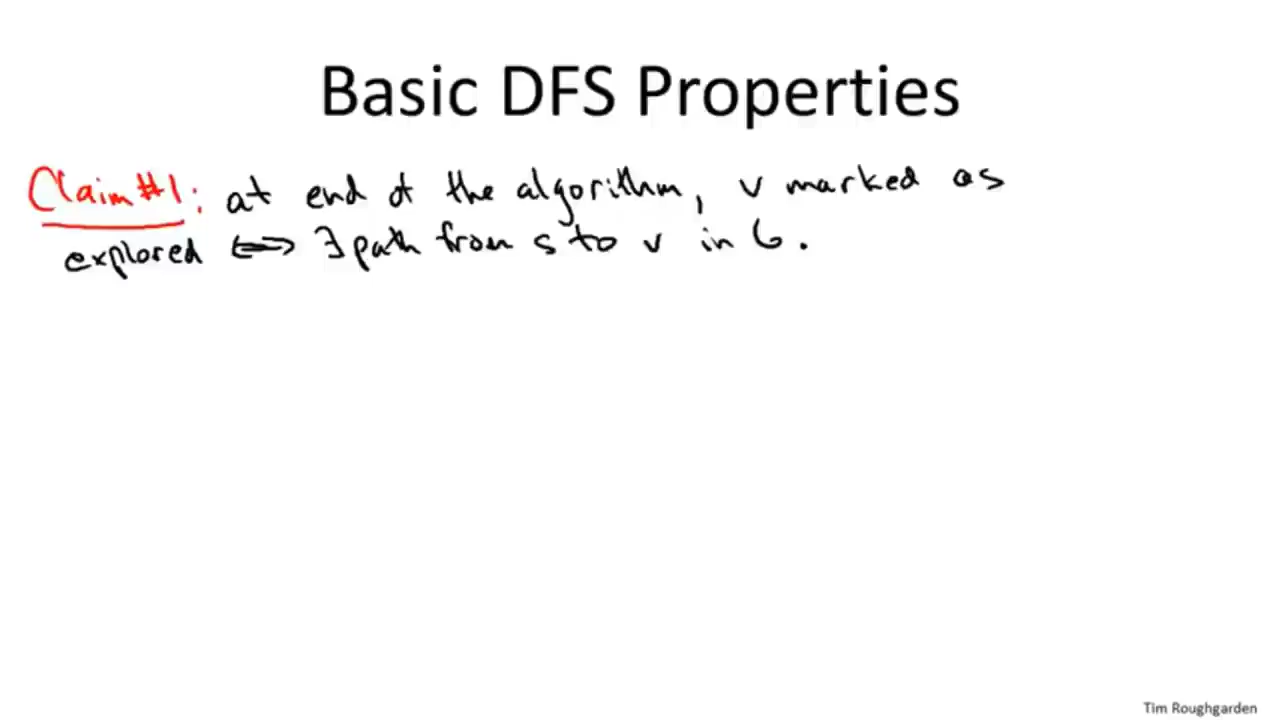 Basic DFS Properties
Claim #1: at end of the algorithm, v marked as
explored ⟺ ∃ path from s to v in G.
Tim Roughgarden